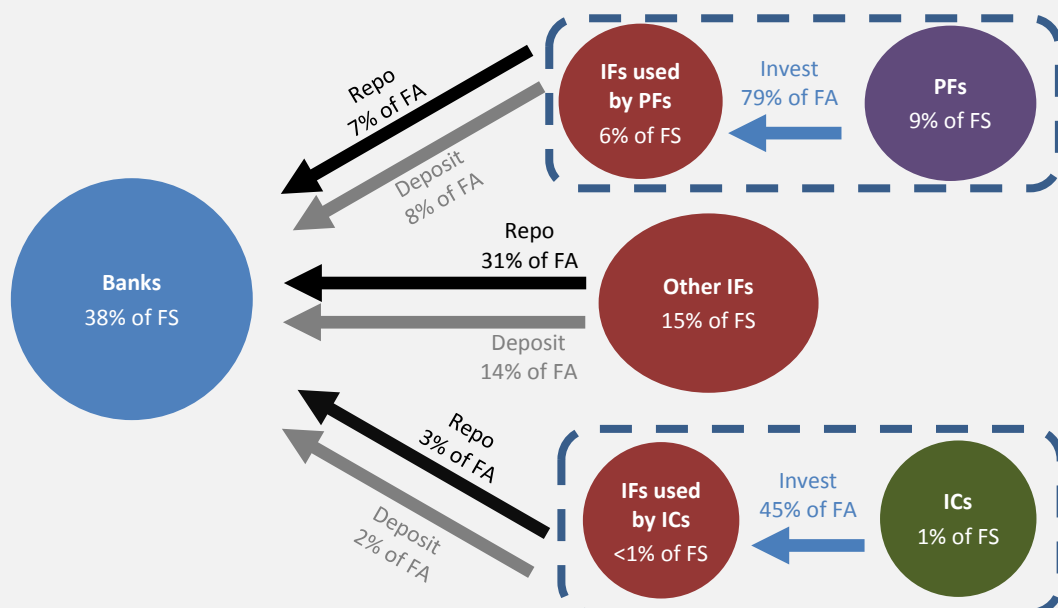 Repo
7% of FA
Deposit
8% of FA
IFs used
by PFs
6% of FS
Invest
79% of FA
PFs
9% of FS
Banks
38% of FS
Repo
31% of FA
Deposit
14% of FA
Other IFs
15% of FS
Repo
3% of FA
Deposit
2% of FA
IFs used
by ICs
<1% of FS
Invest
45% of FA
ICs
1% of FS